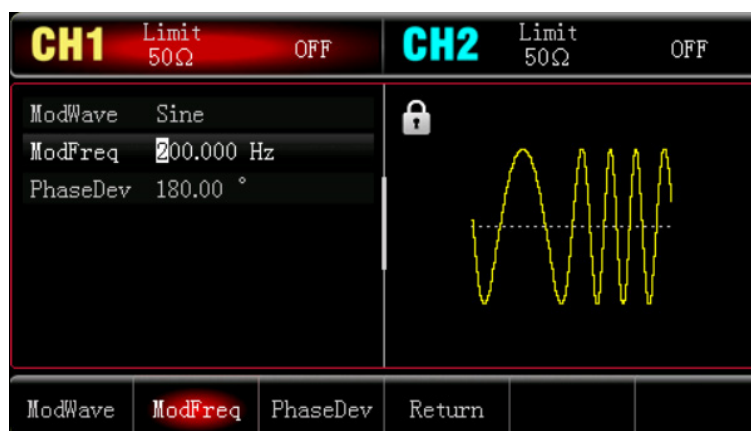 CH1 Limit 50Ω OFF CH2 Limit 50Ω OFF
ModWave Sine
ModFreq 200.000 Hz
PhaseDev 180.00 °
ModWave ModFreq PhaseDev Return